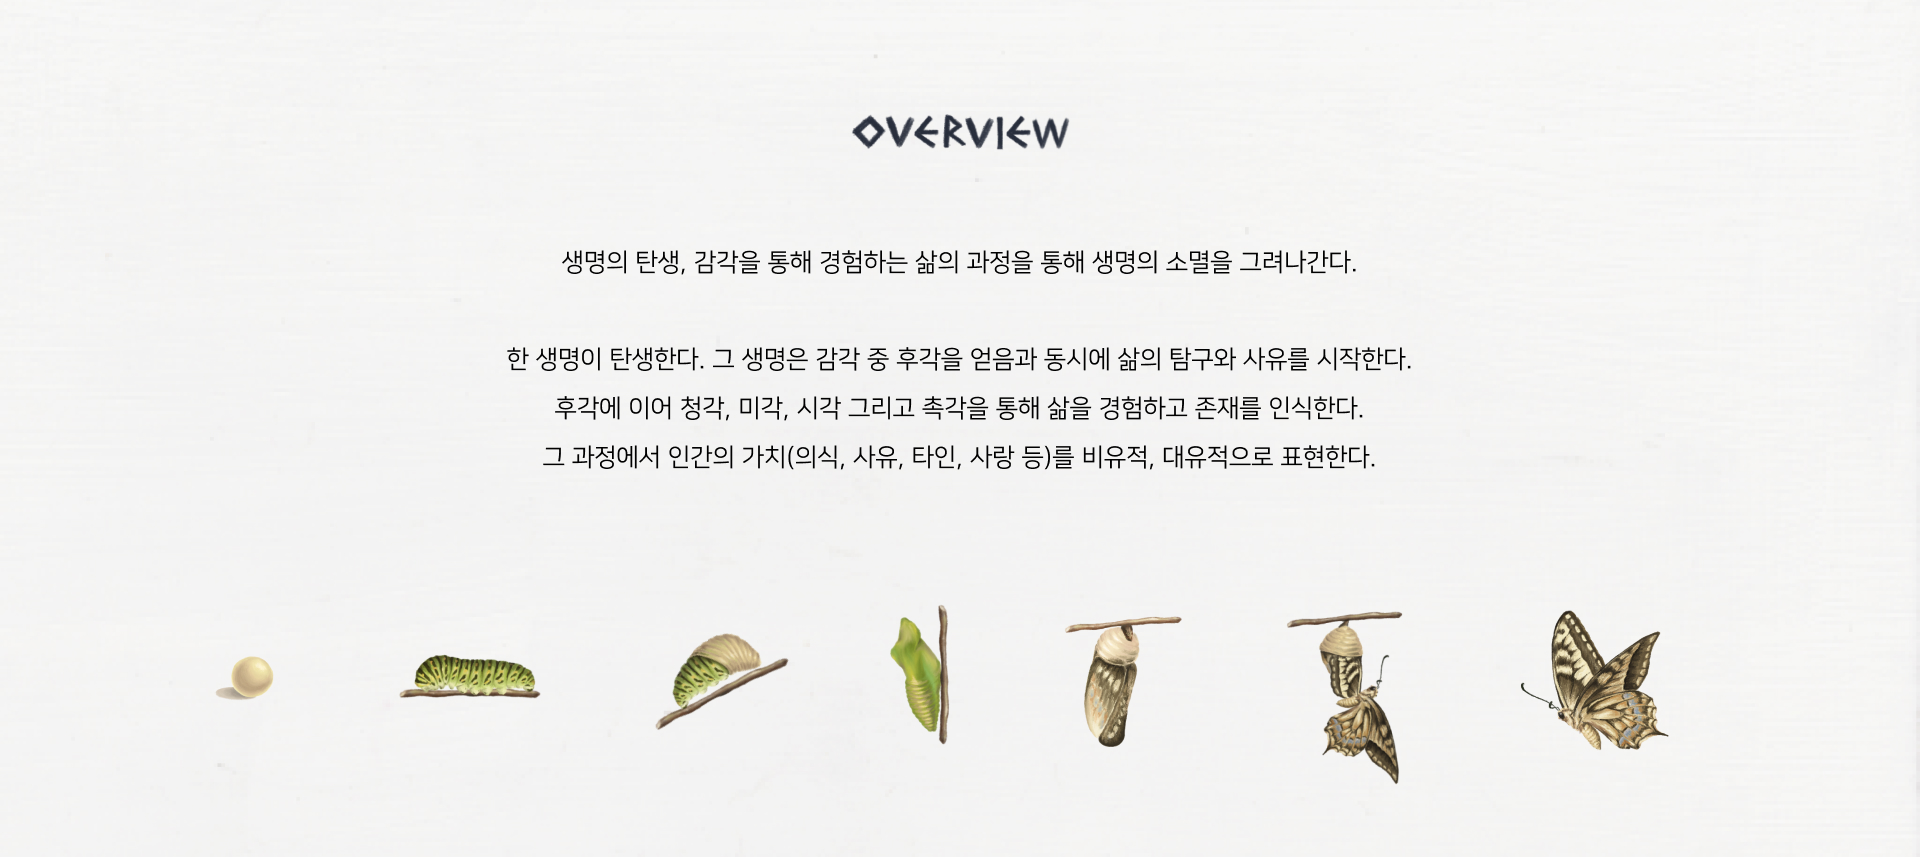 OVERVIEW
생명의 탄생, 감각을 통해 경험하는 삶의 과정을 통해 생명의 소멸을 그려나간다.
한 생명이 탄생한다. 그 생명은 감각 중 후각을 얻음과 동시에 삶의 탐구와 사유를 시작한다.
후각에 이어 청각, 미각, 시각 그리고 촉각을 통해 삶을 경험하고 존재를 인식한다.
그 과정에서 인간의 가치(의식, 사유, 타인, 사랑 등)를 비유적, 대유적으로 표현한다.